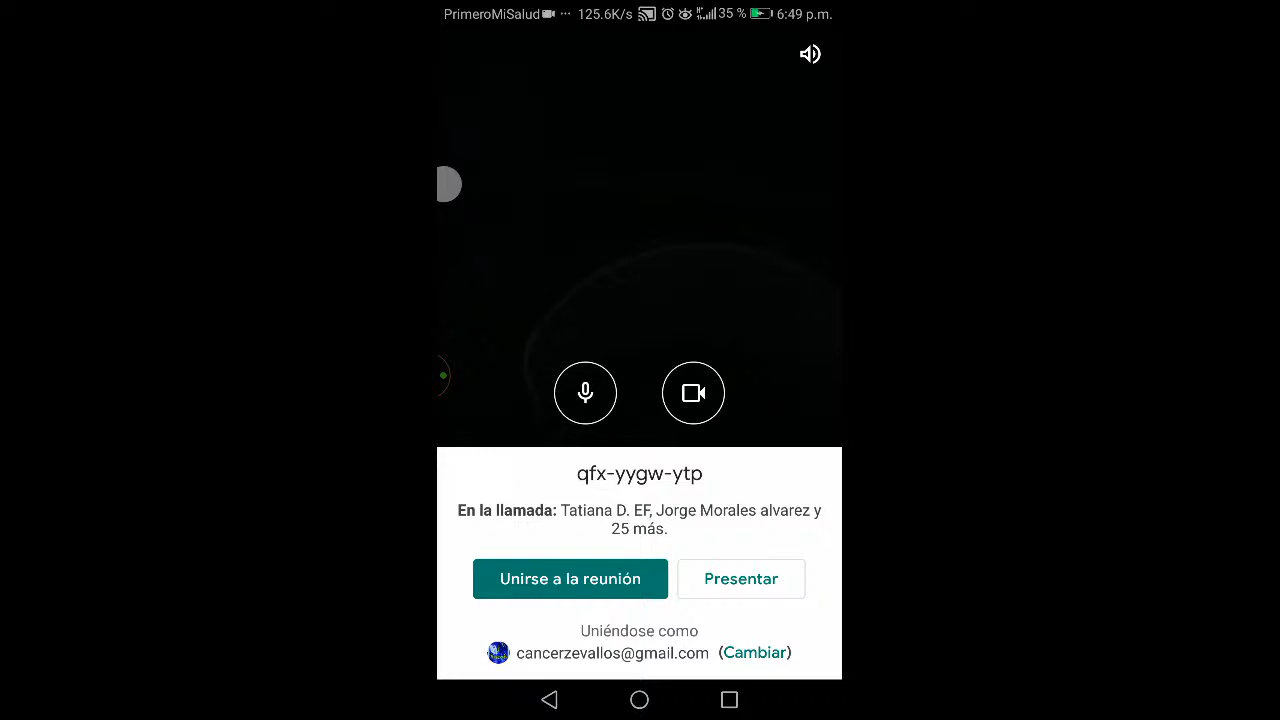 PrimeroMiSalud ··· 125.6K/s 35 % 6:49 p.m.
qfx-yygw-ytp
En la llamada: Tatiana D. EF, Jorge Morales alvarez y
25 más.
Unirse a la reunión Presentar
Uniéndose como
cancerzevallos@gmail.com (Cambiar)